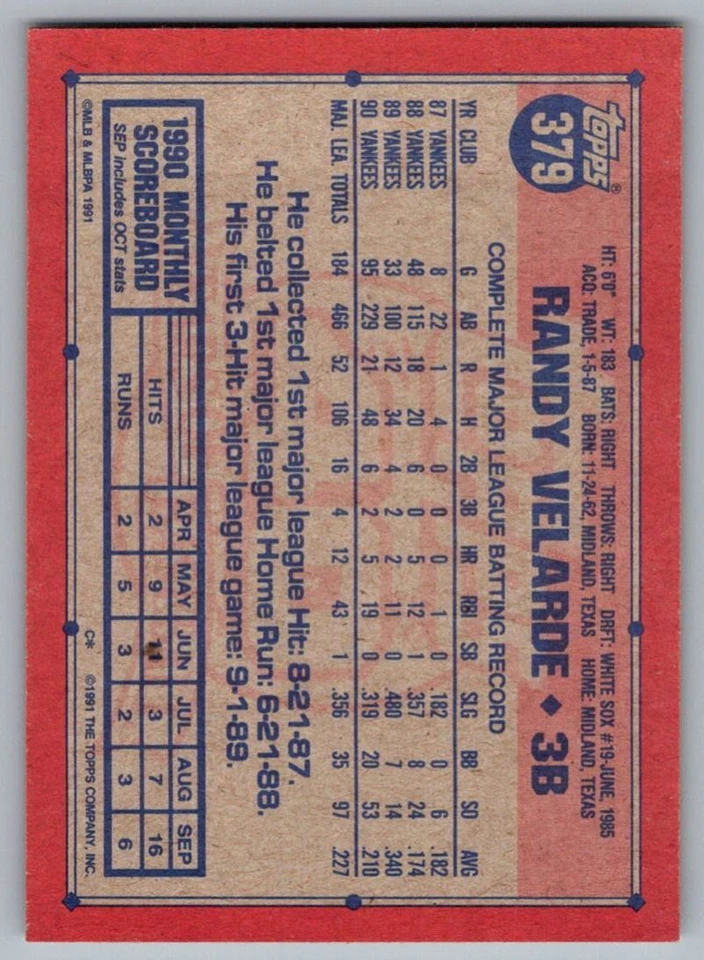 topps®
379
HT: 6'0" WT: 183 BATS: RIGHT THROWS: RIGHT DRFT: WHITE SOX #19-JUNE, 1985
ACQ: TRADE, 1-5-87 BORN: 11-24-62, MIDLAND, TEXAS HOME: MIDLAND, TEXAS
RANDY VELARDE ♦ 3B
COMPLETE MAJOR LEAGUE BATTING RECORD
YR CLUB G AB R H 2B 3B HR RBI SB SLG BB SO AVG
87 YANKEES 8 22 1 4 0 0 0 1 0 .182 0 6 .182
88 YANKEES 48 115 18 20 6 0 5 12 1 .357 8 24 .174
89 YANKEES 33 100 12 34 4 2 2 11 0 .480 7 14 .340
90 YANKEES 95 229 21 48 6 2 5 19 0 .319 20 53 .210
MAJ. LEA. TOTALS 184 466 52 106 16 4 12 43 1 .356 35 97 .227
He collected 1st major league Hit: 8-21-87.
He belted 1st major league Home Run: 6-21-88.
His first 3-Hit major league game: 9-1-89.
1990 MONTHLY
SCOREBOARD
SEP includes OCT stats
APR MAY JUN JUL AUG SEP
HITS 2 9 11 3 7 16
RUNS 2 5 3 2 3 6
©MLB & MLBPA 1991
C* ©1991 THE TOPPS COMPANY, INC.